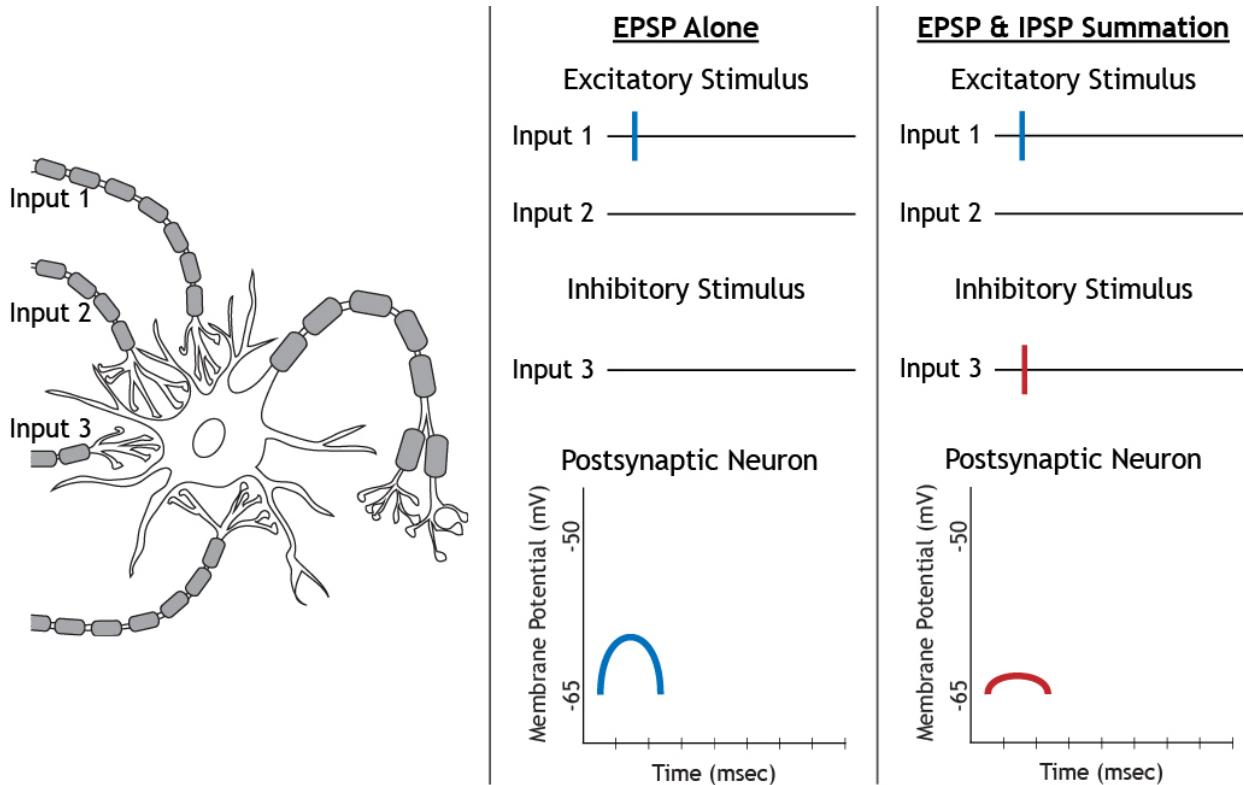 Input 1
Input 2
Input 3
EPSP Alone
Excitatory Stimulus
Input 1
Input 2
Inhibitory Stimulus
Input 3
Postsynaptic Neuron
Membrane Potential (mV)
-50
-65
Time (msec)
EPSP & IPSP Summation
Excitatory Stimulus
Input 1
Input 2
Inhibitory Stimulus
Input 3
Postsynaptic Neuron
Membrane Potential (mV)
-50
-65
Time (msec)